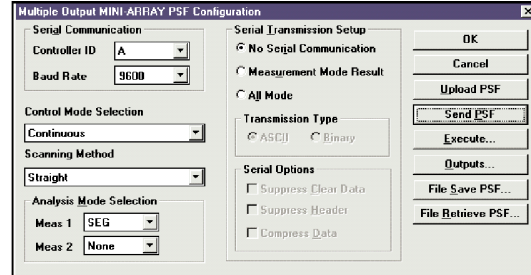 Multiple Output MINI-ARRAY PSF Configuration
Serial Communication
Controller ID A
Baud Rate 9600
Control Mode Selection
Continuous
Scanning Method
Straight
Analysis Mode Selection
Meas 1 SEG
Meas 2 None
Serial Transmission Setup
No Serial Communication
Measurement Mode Result
All Mode
Transmission Type
ASCII Binary
Serial Options
Suppress Clear Data
Suppress Header
Compress Data
OK
Cancel
Upload PSF
Send PSF
Execute...
Outputs...
File Save PSF...
File Retrieve PSF...